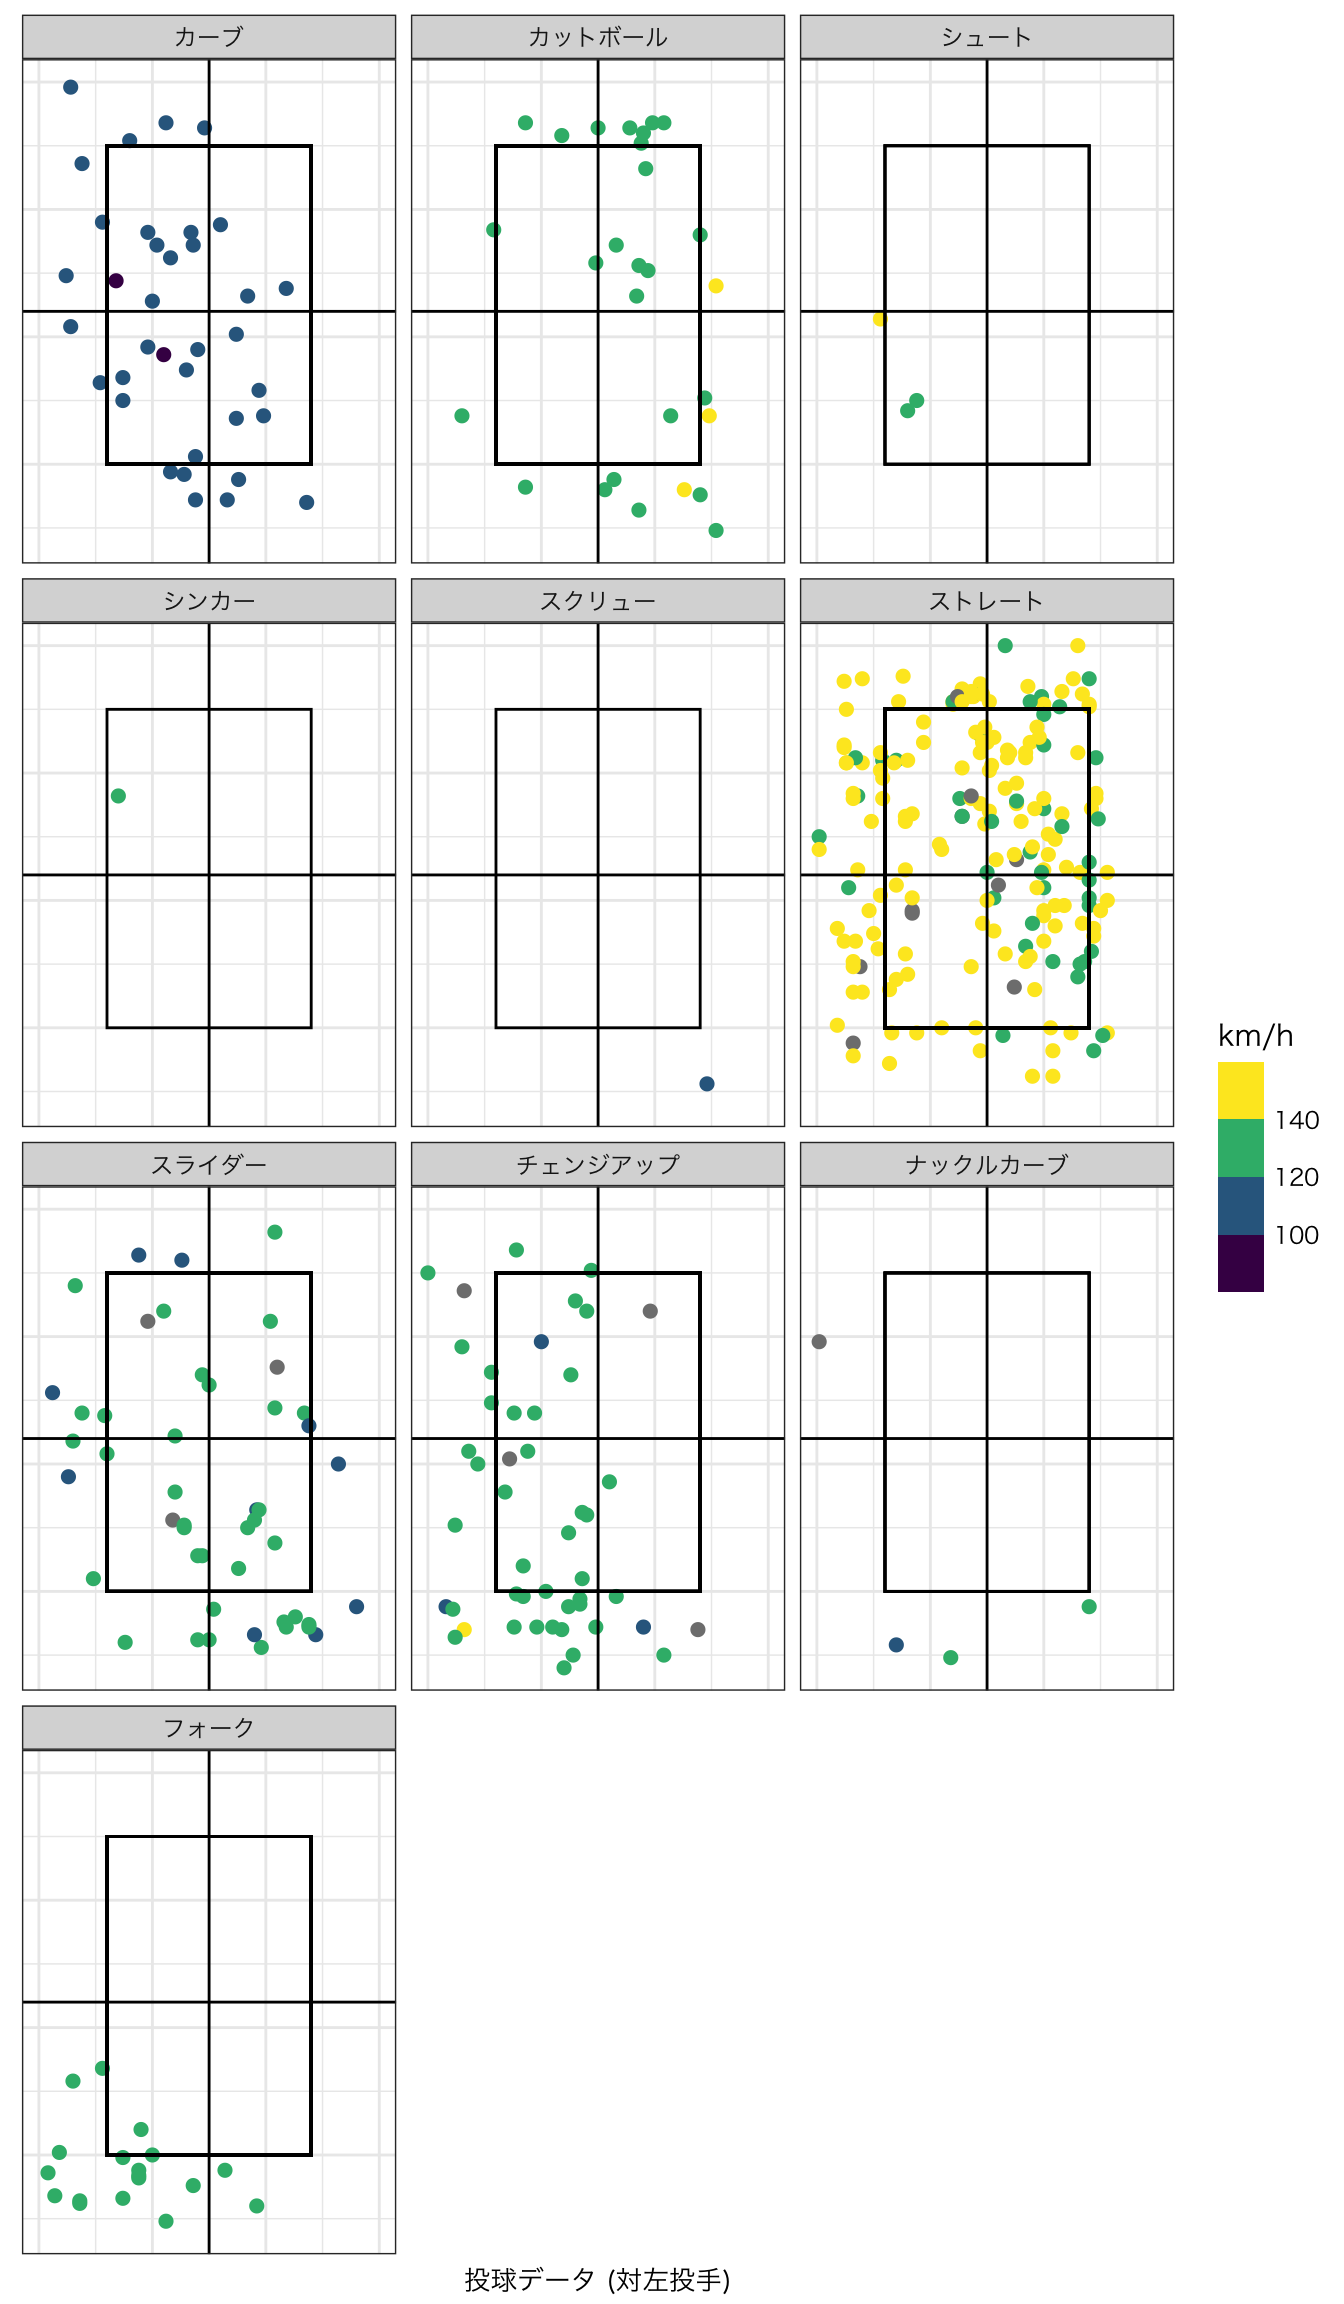 カーブ
カットボール
シュート
シンカー
スクリュー
ストレート
スライダー
チェンジアップ
ナックルカーブ
フォーク
km/h
140
120
100
投球データ (対左投手)